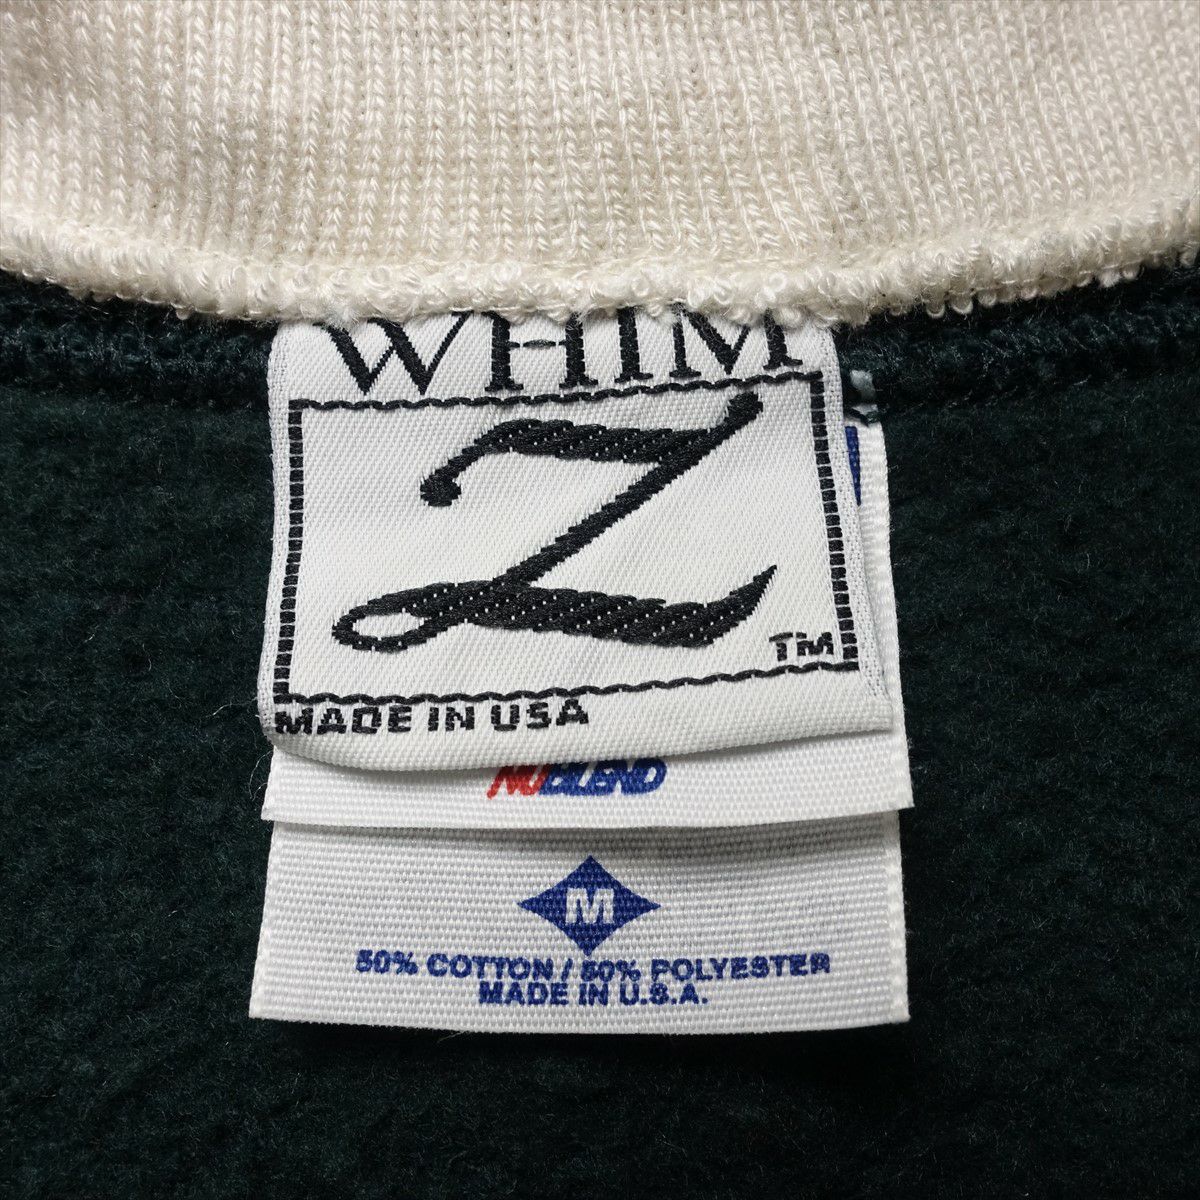 WHIM
Z
TM
MADE IN USA
NUBLEND
M
50% COTTON / 50% POLYESTER
MADE IN U.S.A.